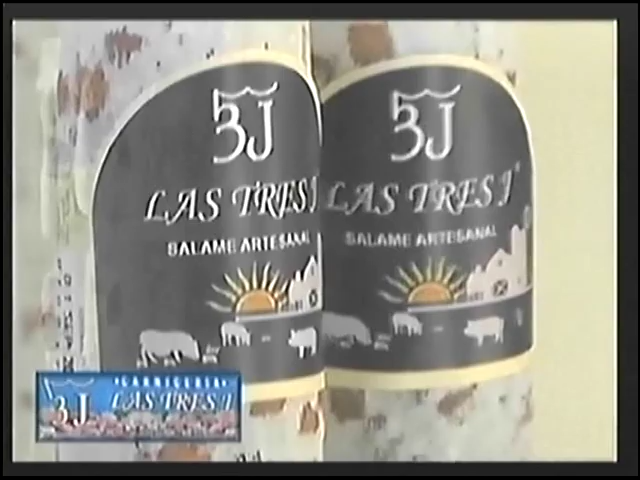 3J
LAS TRES J
SALAME ARTESANAL
3J
LAS TRES J
SALAME ARTESANAL
CARNICERIA
3J LAS TRES J